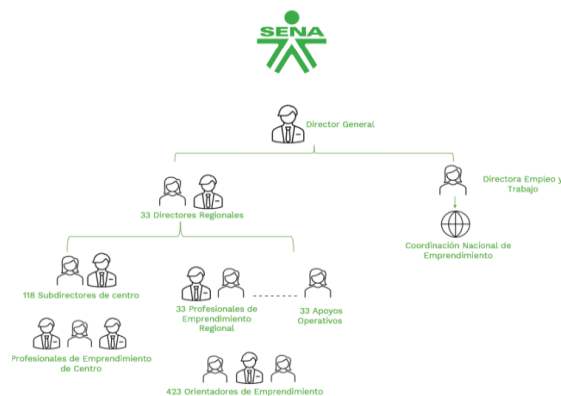 SENA
Director General
Directora Empleo y
Trabajo
33 Directores Regionales
Coordinación Nacional de
Emprendimiento
118 Subdirectores de centro
33 Profesionales de
Emprendimiento
Regional
33 Apoyos
Operativos
Profesionales de Emprendimiento
de Centro
423 Orientadores de Emprendimiento